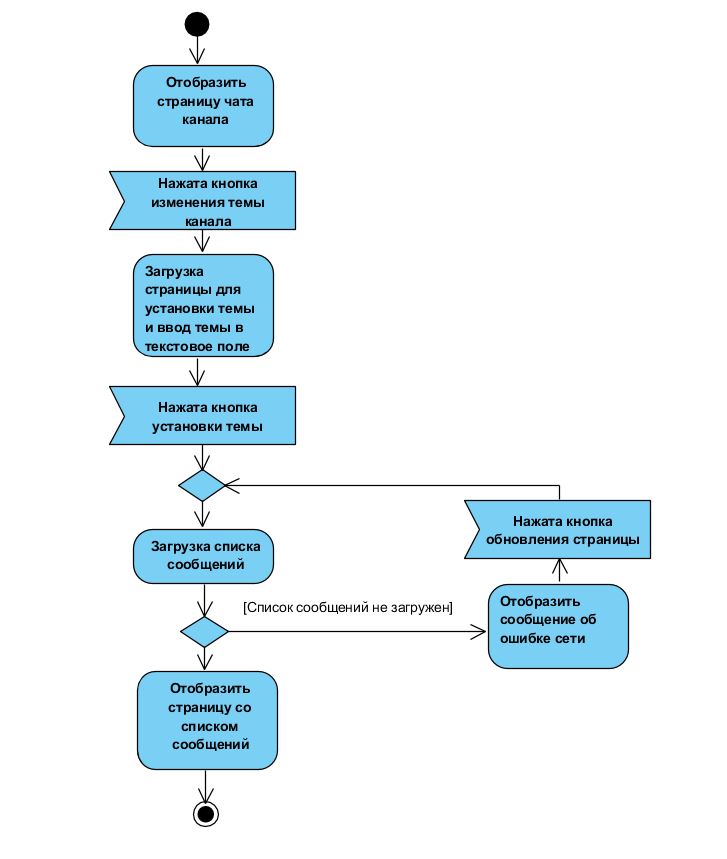 Отобразить
страницу чата
канала
Нажата кнопка
изменения темы
канала
Загрузка
страницы для
установки темы
и ввод темы в
текстовое поле
Нажата кнопка
установки темы
Нажата кнопка
обновления страницы
Загрузка списка
сообщений
[Список сообщений не загружен]
Отобразить
сообщение об
ошибке сети
Отобразить
страницу со
списком
сообщений